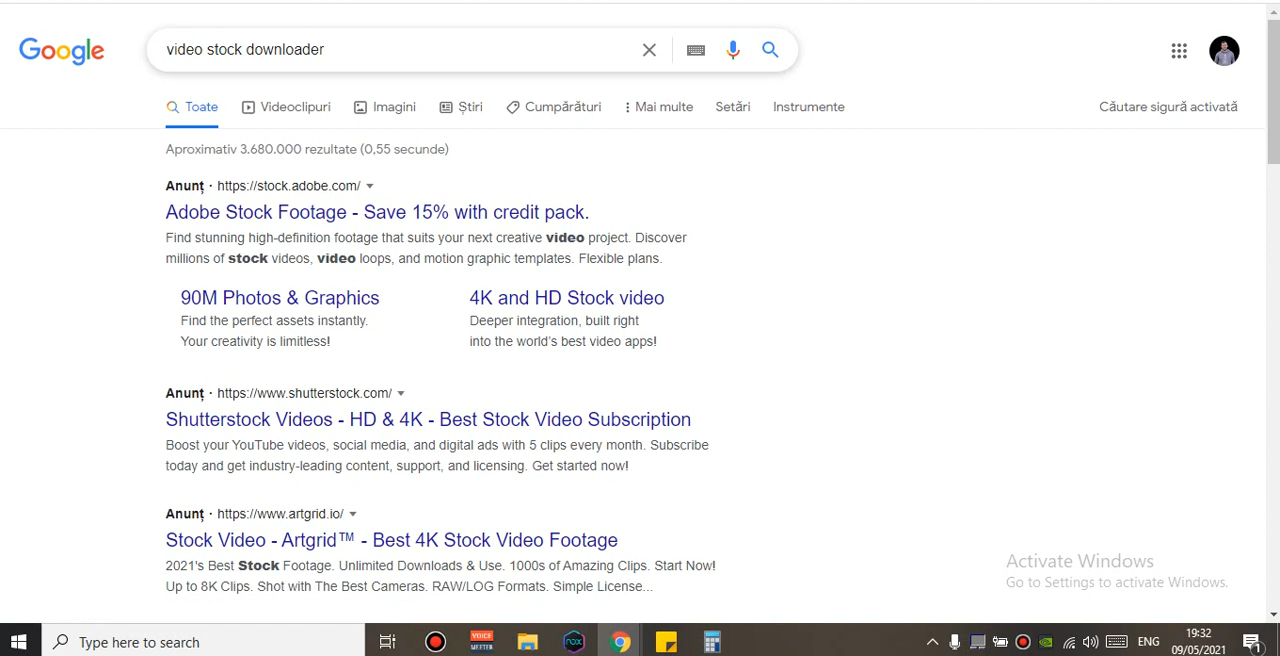 Google
video stock downloader
Toate
Videoclipuri
Imagini
Știri
Cumpărături
Mai multe
Setări
Instrumente
Căutare sigură activată
Aproximativ 3.680.000 rezultate (0,55 secunde)
Anunț · https://stock.adobe.com/
Adobe Stock Footage - Save 15% with credit pack.
Find stunning high-definition footage that suits your next creative video project. Discover
millions of stock videos, video loops, and motion graphic templates. Flexible plans.
90M Photos & Graphics
Find the perfect assets instantly.
Your creativity is limitless!
4K and HD Stock video
Deeper integration, built right
into the world's best video apps!
Anunț · https://www.shutterstock.com/
Shutterstock Videos - HD & 4K - Best Stock Video Subscription
Boost your YouTube videos, social media, and digital ads with 5 clips every month. Subscribe
today and get industry-leading content, support, and licensing. Get started now!
Anunț · https://www.artgrid.io/
Stock Video - Artgrid™ - Best 4K Stock Video Footage
2021's Best Stock Footage. Unlimited Downloads & Use. 1000s of Amazing Clips. Start Now!
Up to 8K Clips. Shot with The Best Cameras. RAW/LOG Formats. Simple License...
Activate Windows
Go to Settings to activate Windows.
Type here to search
VOICE
MEETER
nox
ENG
19:32
09/05/2021
1